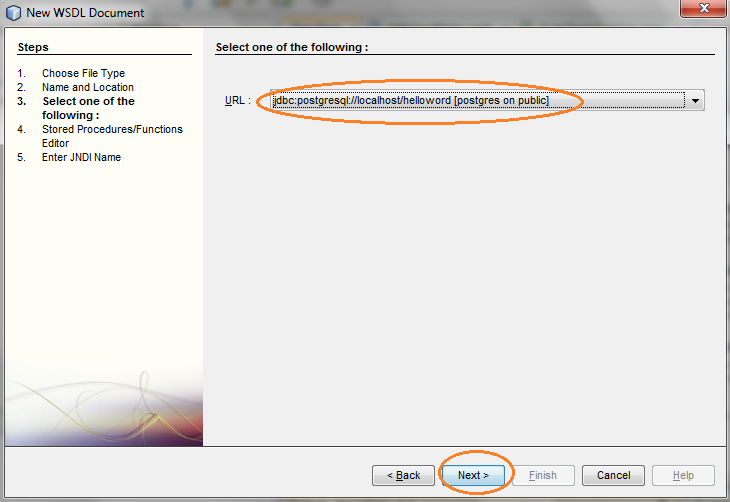 New WSDL Document
Steps
1. Choose File Type
2. Name and Location
3. Select one of the
following :
4. Stored Procedures/Functions
Editor
5. Enter JNDI Name
Select one of the following :
URL : jdbc:postgresql://localhost/helloword [postgres on public]
< Back Next > Finish Cancel Help